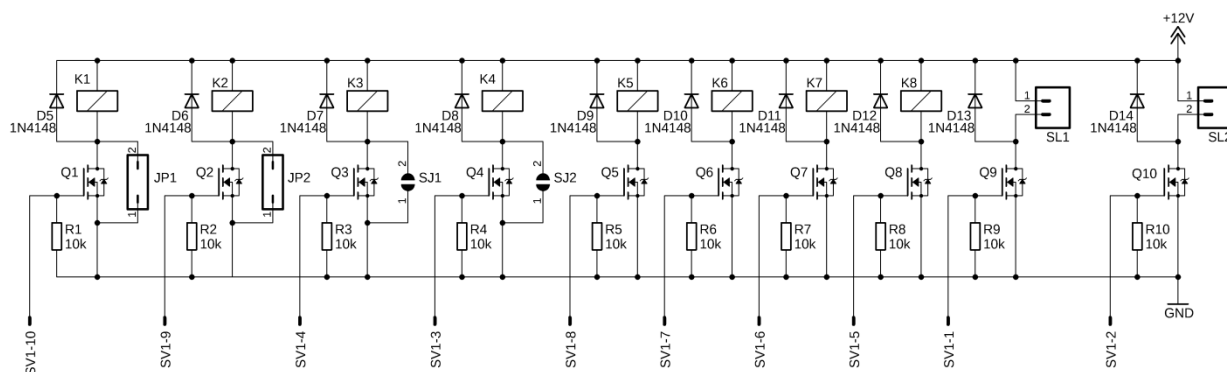 +12V
K1
K2
K3
K4
K5
K6
K7
K8
1
2
SL1
1
2
SL2
D5
1N4148
D6
1N4148
D7
1N4148
D8
1N4148
D9
1N4148
D10
1N4148
D11
1N4148
D12
1N4148
D13
1N4148
D14
1N4148
Q1
2
JP1
1
Q2
2
JP2
1
Q3
2
SJ1
1
Q4
2
SJ2
1
Q5
Q6
Q7
Q8
Q9
Q10
R1
10k
R2
10k
R3
10k
R4
10k
R5
10k
R6
10k
R7
10k
R8
10k
R9
10k
R10
10k
GND
SV1-10
SV1-9
SV1-4
SV1-3
SV1-8
SV1-7
SV1-6
SV1-5
SV1-1
SV1-2